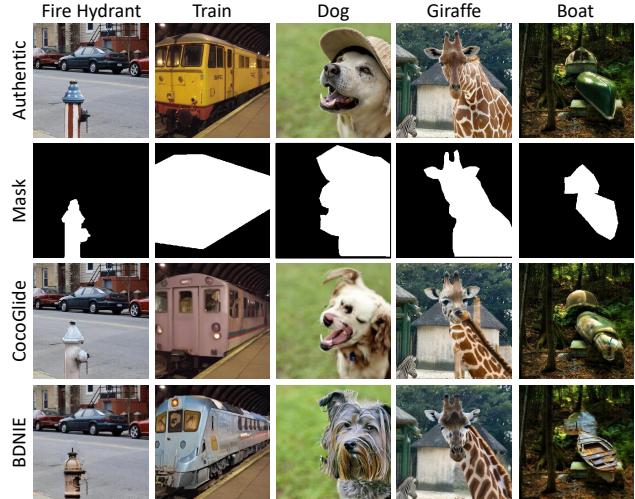 Fire Hydrant Train Dog Giraffe Boat
Authentic
Mask
CocoGlide
BDNIE